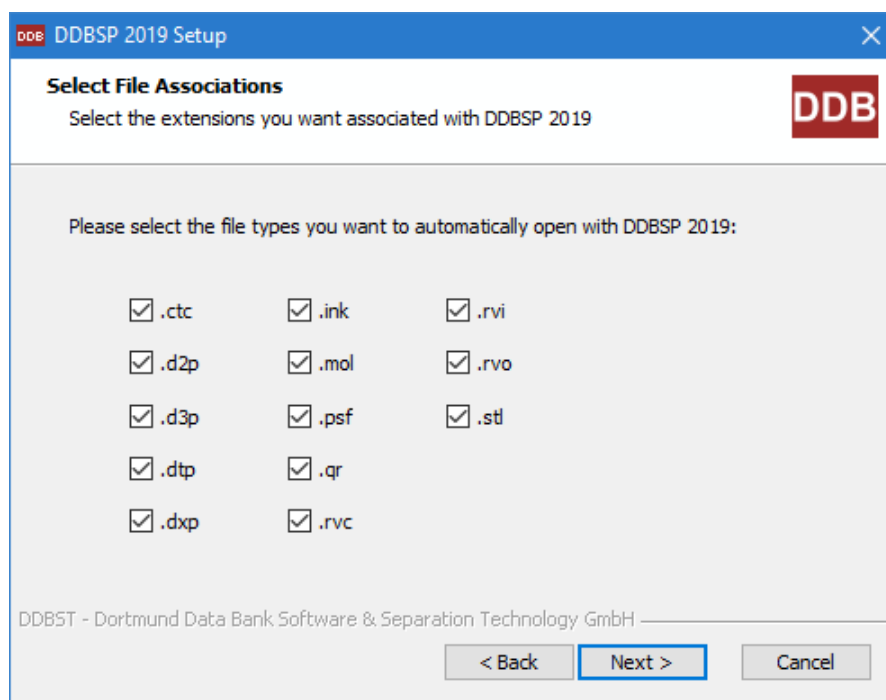 DDB DDBSP 2019 Setup
Select File Associations
Select the extensions you want associated with DDBSP 2019
DDB
Please select the file types you want to automatically open with DDBSP 2019:
.ctc .ink .rvi
.d2p .mol .rvo
.d3p .psf .stl
.dtp .qr
.dxp .rvc
DDBST - Dortmund Data Bank Software & Separation Technology GmbH
< Back Next > Cancel